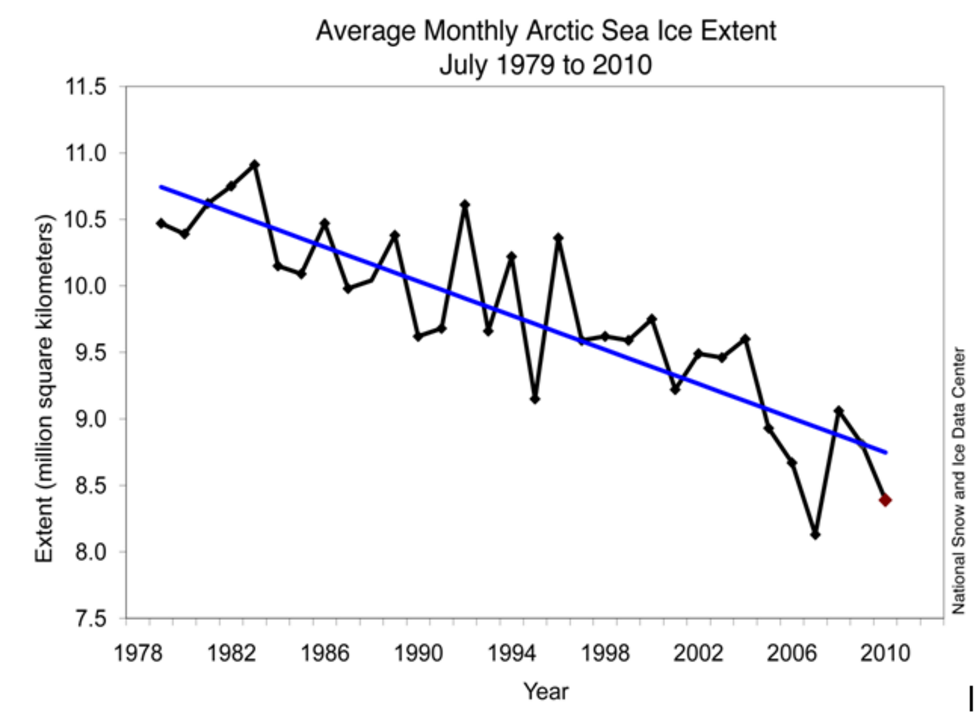 Average Monthly Arctic Sea Ice Extent
July 1979 to 2010
11.5
11.0
10.5
10.0
9.5
9.0
8.5
8.0
7.5
Extent (million square kilometers)
1978 1982 1986 1990 1994 1998 2002 2006 2010
Year
National Snow and Ice Data Center